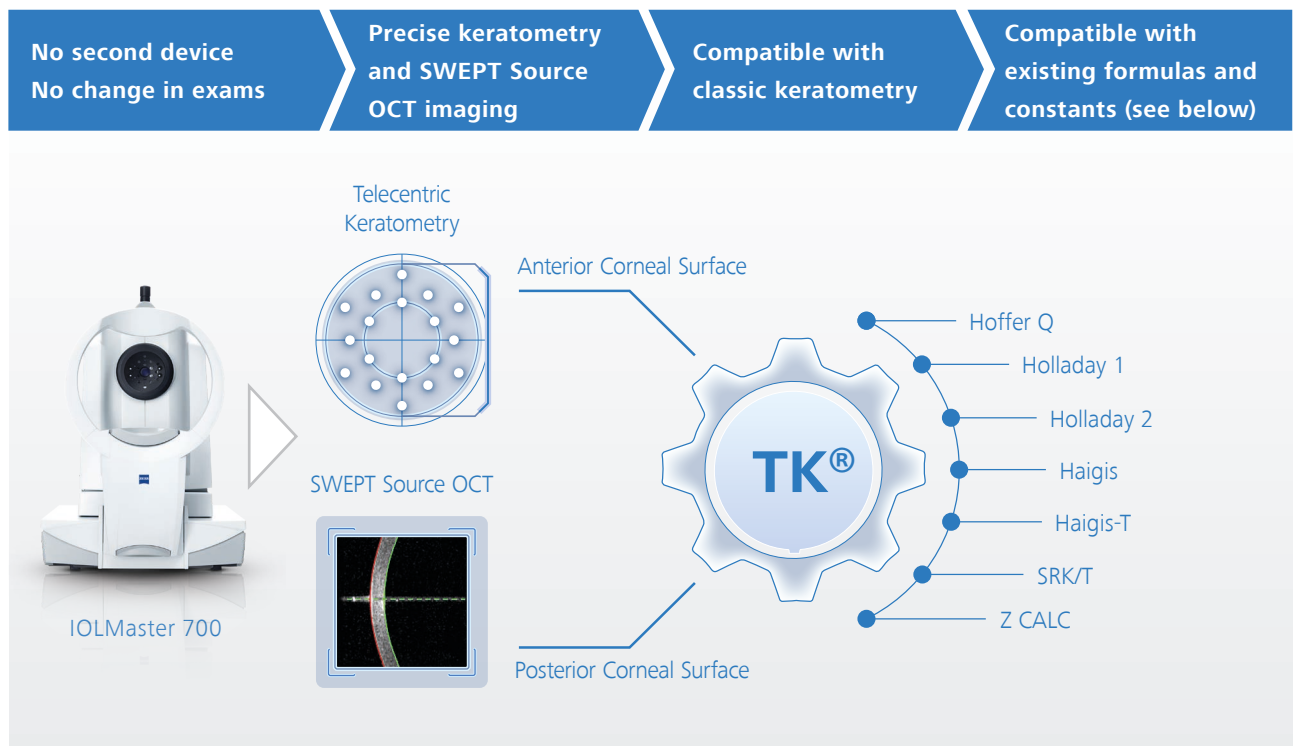 No second device
No change in exams
Precise keratometry
and SWEPT Source
OCT imaging
Compatible with
classic keratometry
Compatible with
existing formulas and
constants (see below)
Telecentric
Keratometry
Anterior Corneal Surface
SWEPT Source OCT
IOLMaster 700
Posterior Corneal Surface
TK®
Hoffer Q
Holladay 1
Holladay 2
Haigis
Haigis-T
SRK/T
Z CALC